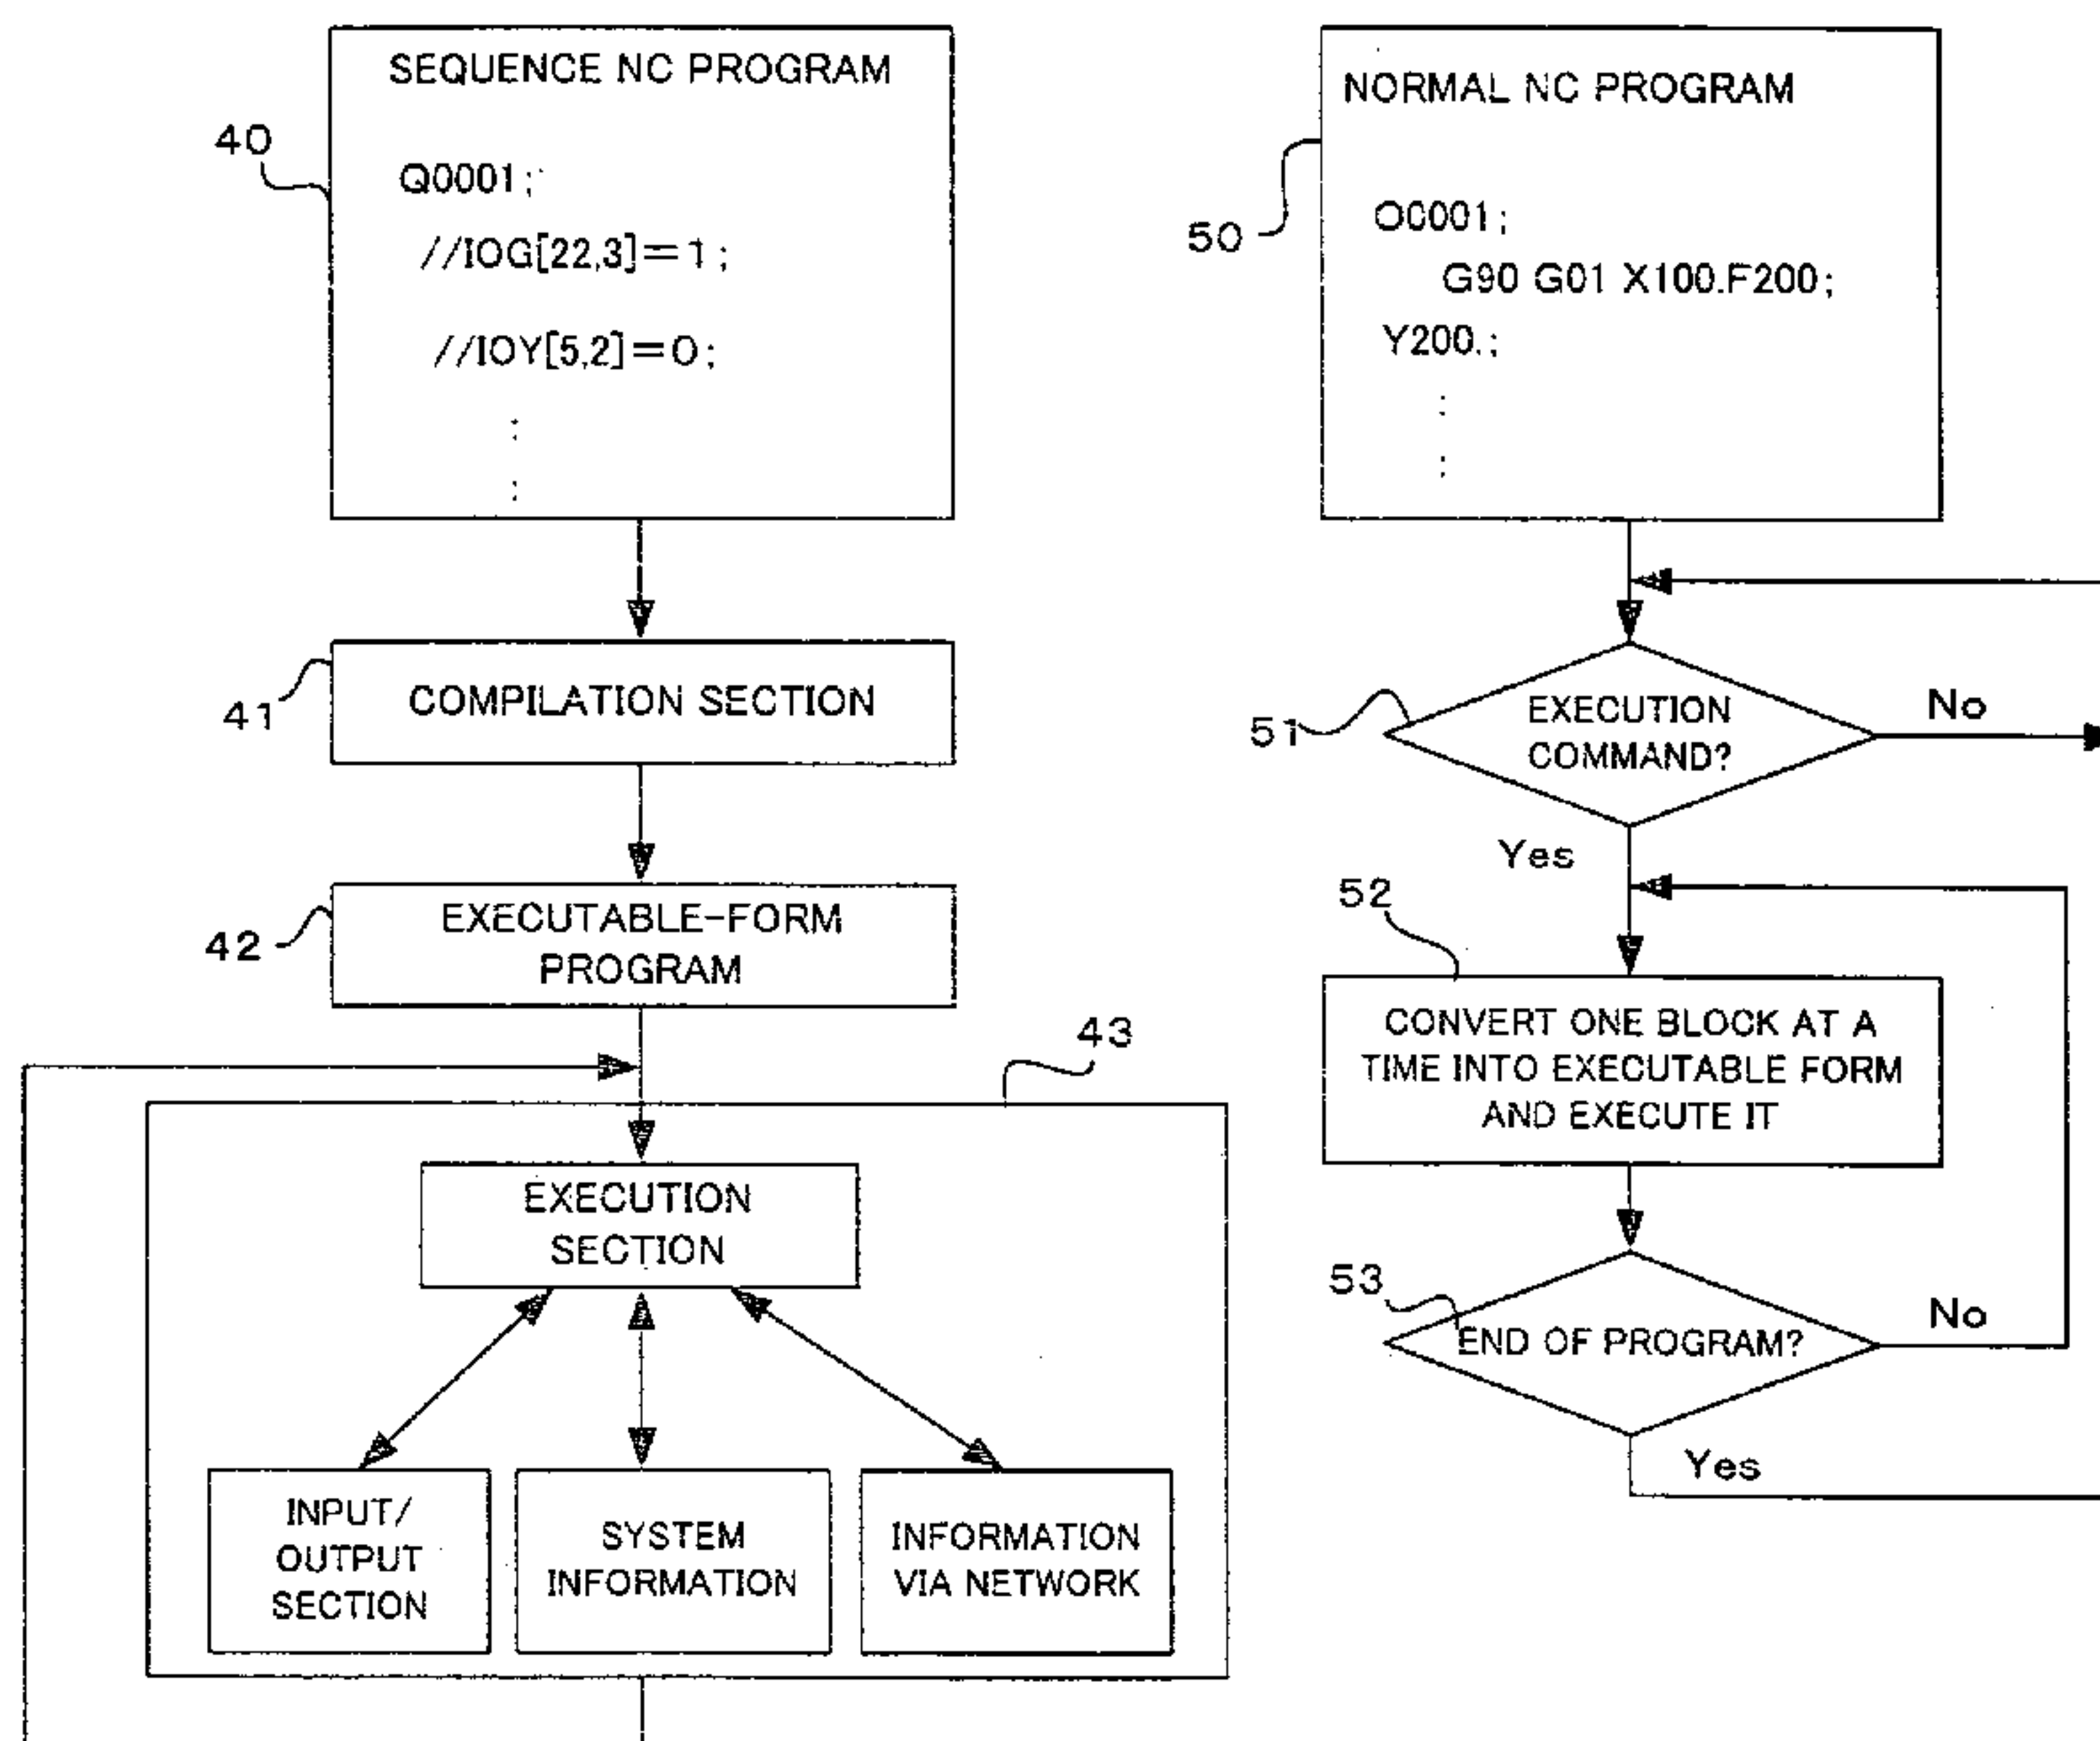 SEQUENCE NC PROGRAM
40
Q0001;
//IOG[22,3]=1;
//IOY[5,2]=0;
:
:
41
COMPILATION SECTION
42
EXECUTABLE-FORM
PROGRAM
43
EXECUTION
SECTION
INPUT/
OUTPUT
SECTION
SYSTEM
INFORMATION
INFORMATION
VIA NETWORK
NORMAL NC PROGRAM
50
O0001;
G90 G01 X100.F200;
Y200.;
:
:
51
EXECUTION
COMMAND?
No
Yes
52
CONVERT ONE BLOCK AT A
TIME INTO EXECUTABLE FORM
AND EXECUTE IT
53
END OF PROGRAM?
No
Yes